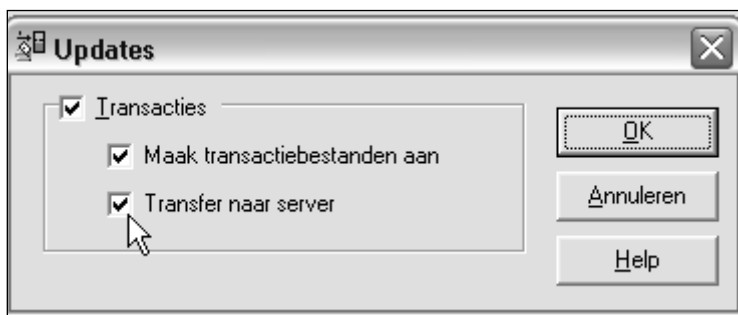 Updates
Transacties
OK
Maak transactiebestanden aan
Annuleren
Transfer naar server
Help